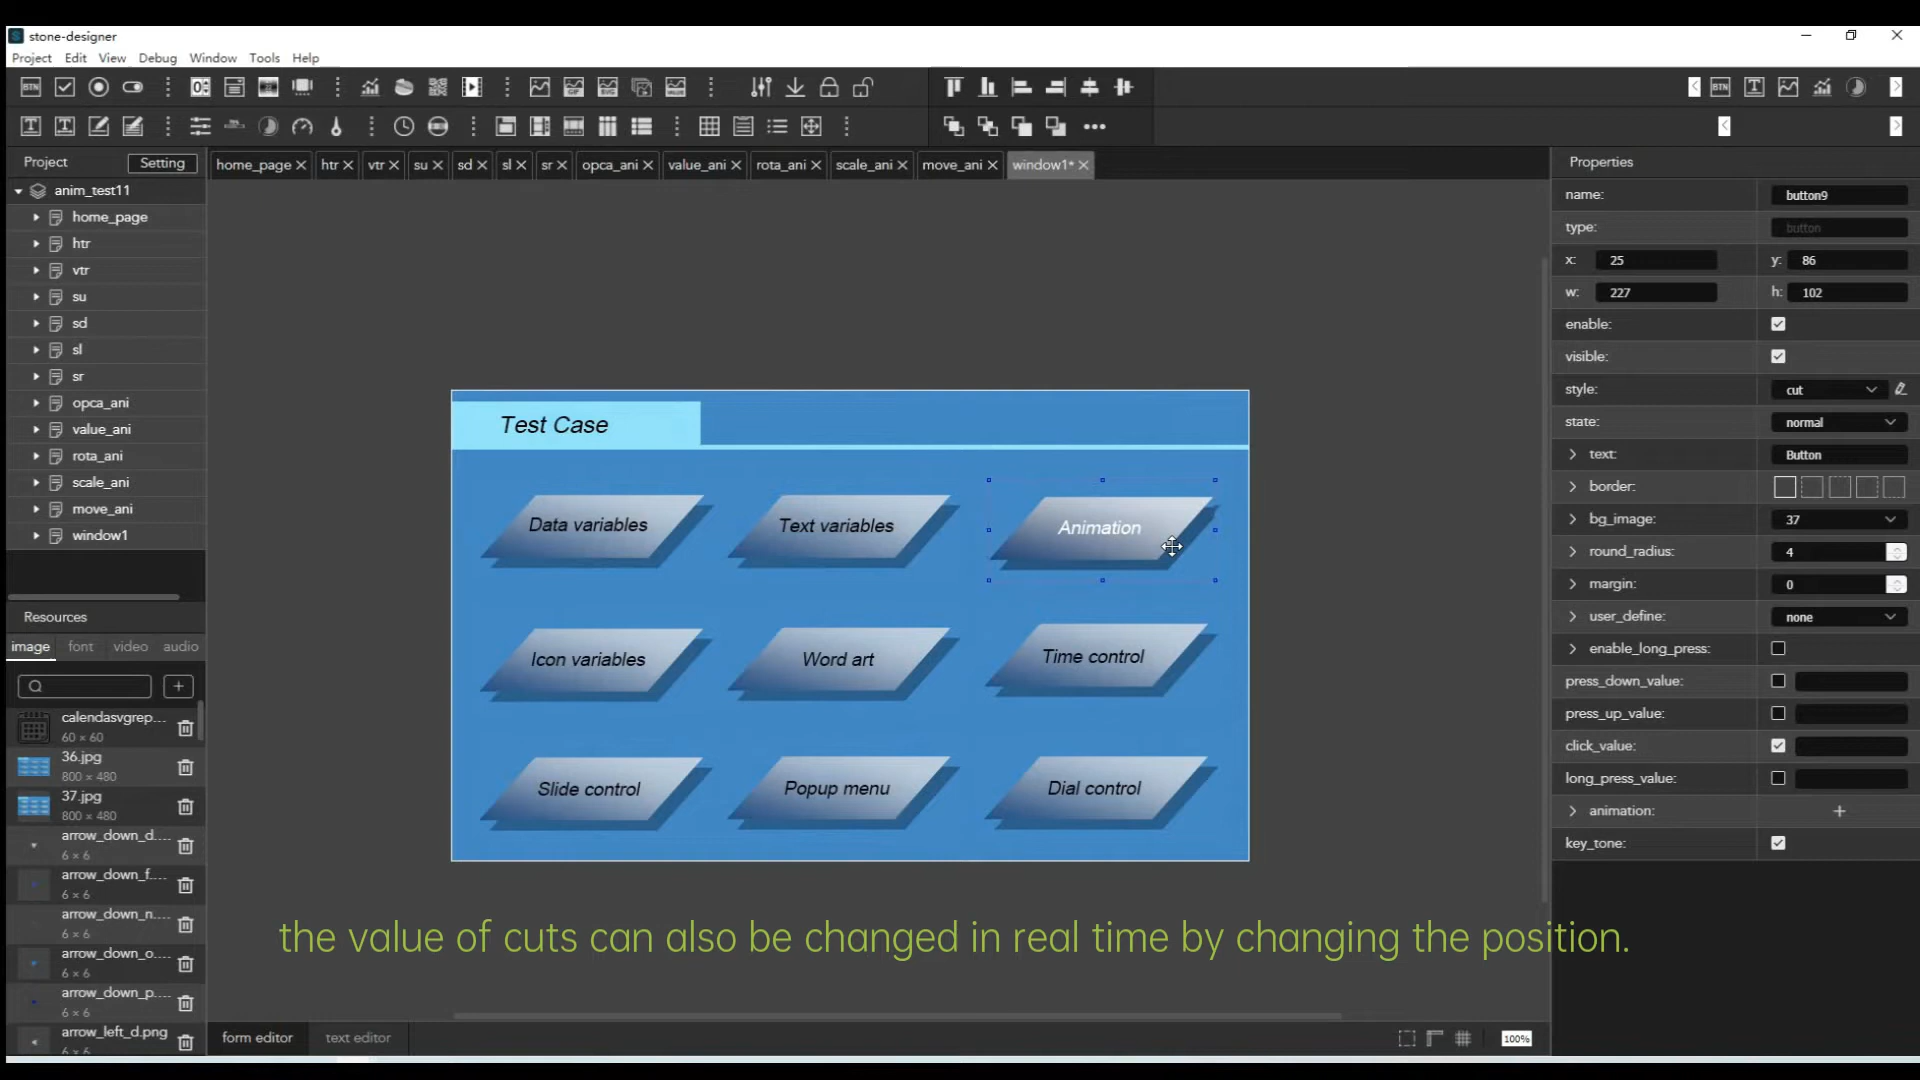 stone-designer
Project Edit View Debug Window Tools Help
Project Setting
home_page htr vtr su sd sl sr opca_ani value_ani rota_ani scale_ani move_ani window1*
Properties
anim_test11
home_page
htr
vtr
su
sd
sl
sr
opca_ani
value_ani
rota_ani
scale_ani
move_ani
window1
Resources
image font video audio
calendasvgrep...
60 × 60
36.jpg
800 × 480
37.jpg
800 × 480
arrow_down_d....
6 × 6
arrow_down_f....
6 × 6
arrow_down_n....
6 × 6
arrow_down_o....
6 × 6
arrow_down_p....
6 × 6
arrow_left_d.png
6 × 6
Test Case
Data variables Text variables Animation
Icon variables Word art Time control
Slide control Popup menu Dial control
the value of cuts can also be changed in real time by changing the position.
form editor text editor
100%
name: button9
type: button
x: 25 y: 86
w: 227 h: 102
enable:
visible:
style: cut
state: normal
text: Button
border:
bg_image: 37
round_radius: 4
margin: 0
user_define: none
enable_long_press:
press_down_value:
press_up_value:
click_value:
long_press_value:
animation: +
key_tone: